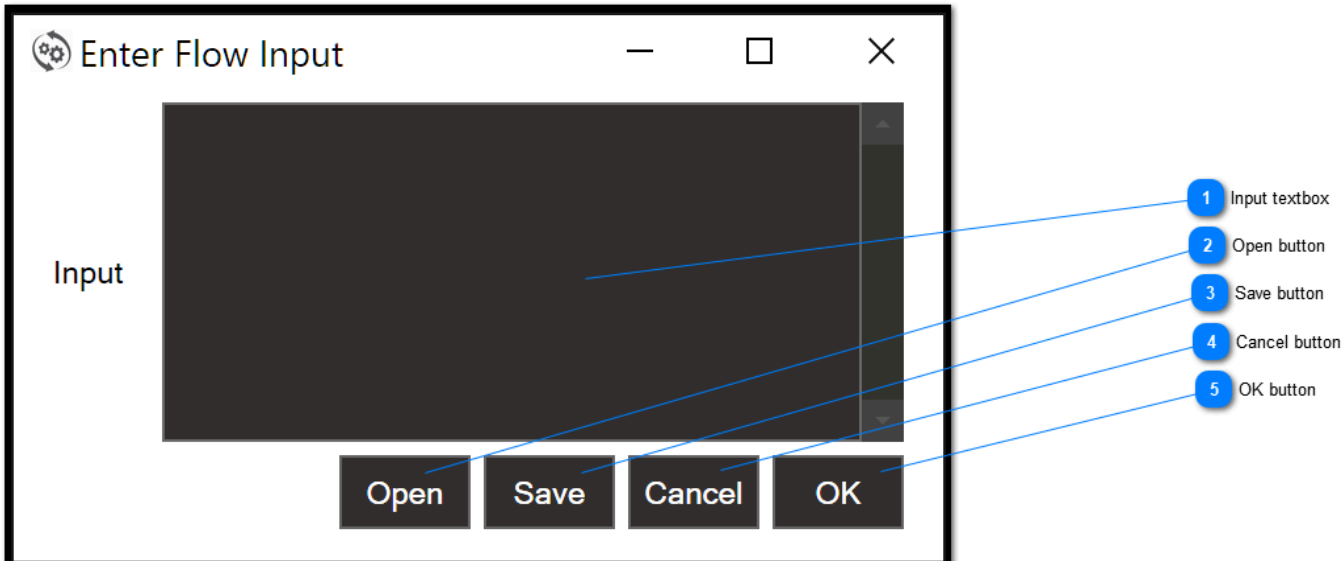 Enter Flow Input
Input
Open Save Cancel OK
1 Input textbox
2 Open button
3 Save button
4 Cancel button
5 OK button